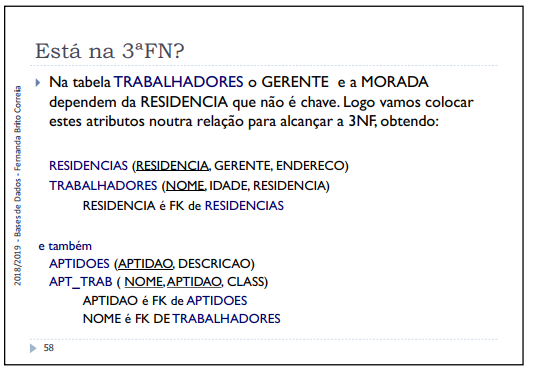 Está na 3ªFN?
Na tabela TRABALHADORES o GERENTE e a MORADA
dependem da RESIDENCIA que não é chave. Logo vamos colocar
estes atributos noutra relação para alcançar a 3NF, obtendo:
RESIDENCIAS (RESIDENCIA, GERENTE, ENDERECO)
TRABALHADORES (NOME, IDADE, RESIDENCIA)
RESIDENCIA é FK de RESIDENCIAS
e também
APTIDOES (APTIDAO, DESCRICAO)
APT_TRAB ( NOME, APTIDAO, CLASS)
APTIDAO é FK de APTIDOES
NOME é FK DE TRABALHADORES
2018/2019 - Bases de Dados - Fernanda Brito Correia
58